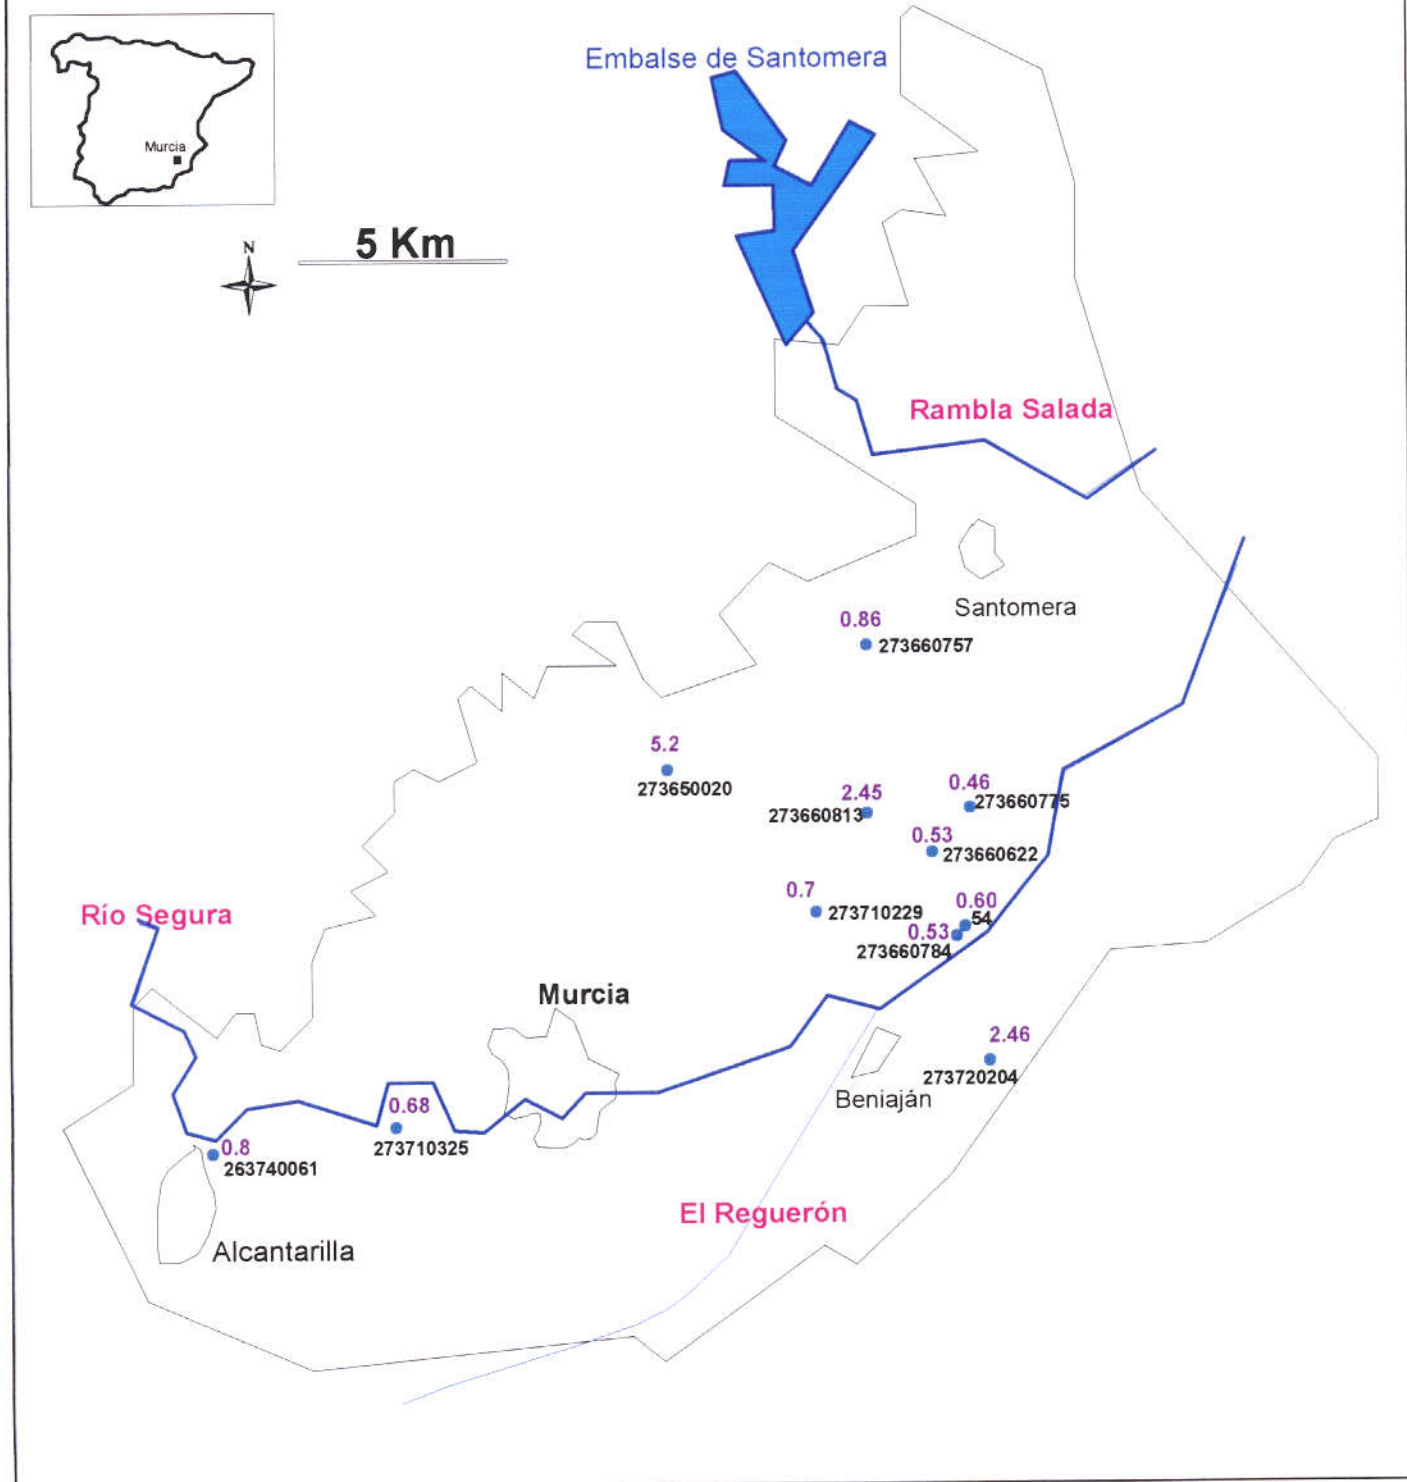 Embalse de Santomera
Murcia
N
5 Km
Rambla Salada
Santomera
0.86
273660757
5.2
273650020
2.45
273660813
0.46
273660775
0.53
273660622
0.7
273710229
0.60
54
0.53
273660784
Río Segura
Murcia
2.46
273720204
Beniaján
0.68
273710325
0.8
263740061
El Reguerón
Alcantarilla